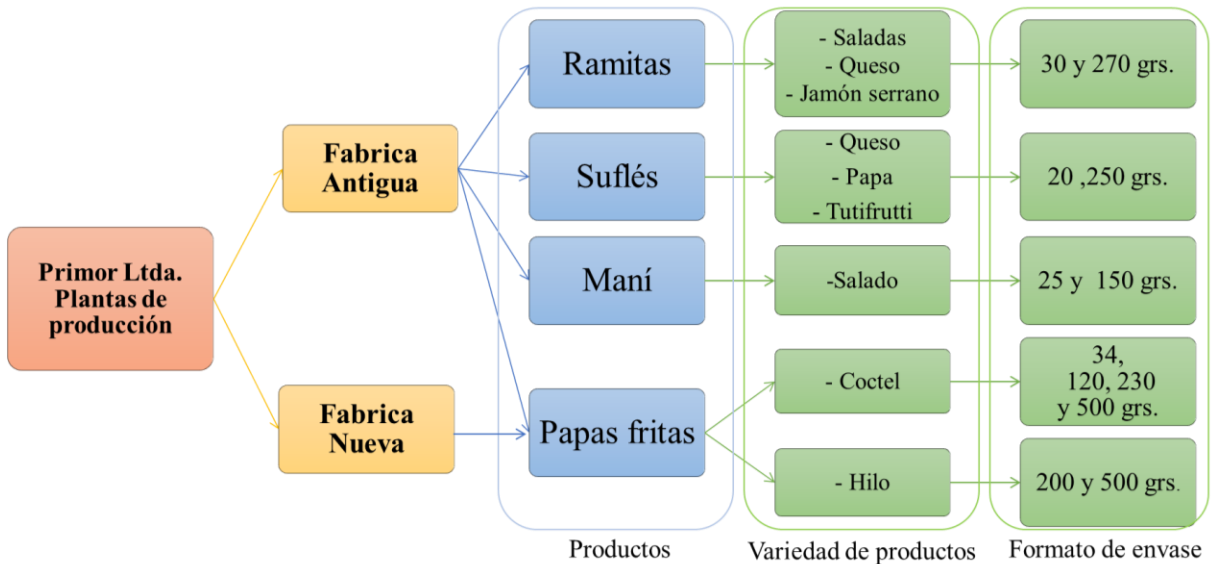 Primor Ltda.
Plantas de
producción
Fabrica
Antigua
Fabrica
Nueva
Ramitas
- Saladas
- Queso
- Jamón serrano
30 y 270 grs.
Suflés
- Queso
- Papa
- Tutifrutti
20 ,250 grs.
Maní
-Salado
25 y 150 grs.
Papas fritas
- Coctel
34,
120, 230
y 500 grs.
- Hilo
200 y 500 grs.
Productos
Variedad de productos
Formato de envase